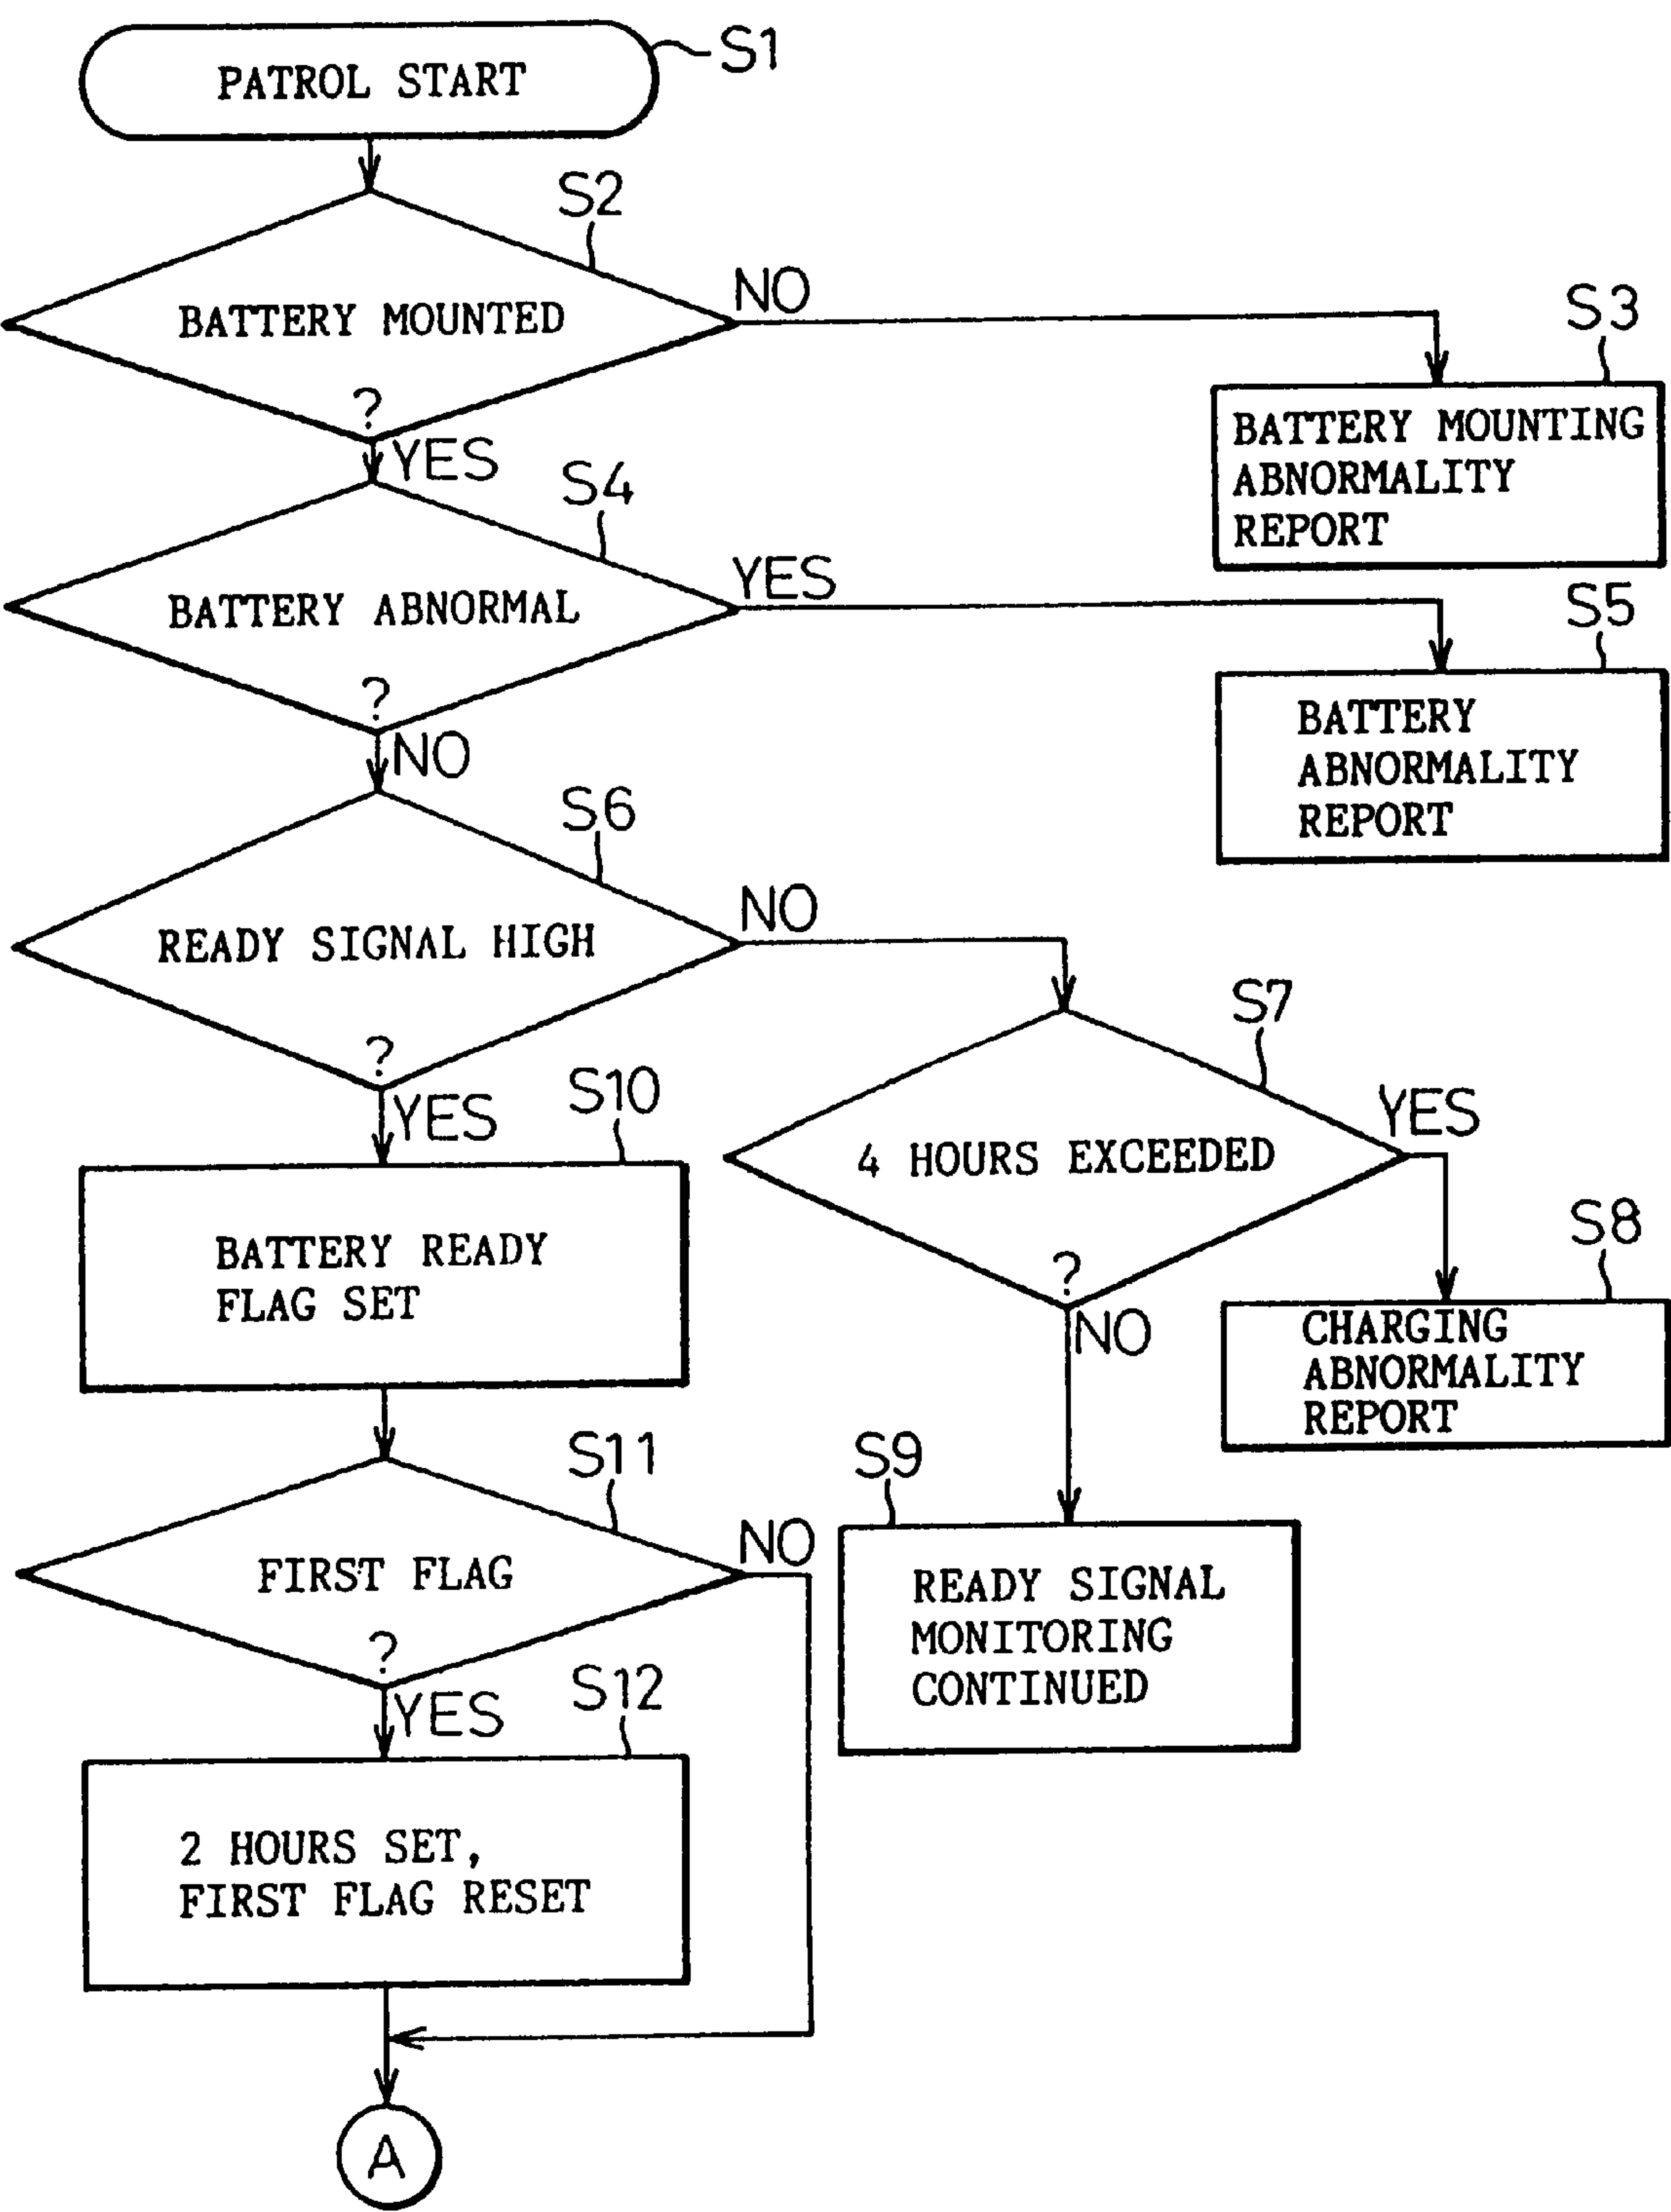 S1
PATROL START
S2
NO
BATTERY MOUNTED
?
YES
S3
BATTERY MOUNTING
ABNORMALITY
REPORT
S4
YES
BATTERY ABNORMAL
?
NO
S5
BATTERY
ABNORMALITY
REPORT
S6
NO
READY SIGNAL HIGH
?
YES
S7
YES
4 HOURS EXCEEDED
?
NO
S8
CHARGING
ABNORMALITY
REPORT
S9
READY SIGNAL
MONITORING
CONTINUED
S10
BATTERY READY
FLAG SET
S11
NO
FIRST FLAG
?
YES
S12
2 HOURS SET,
FIRST FLAG RESET
A